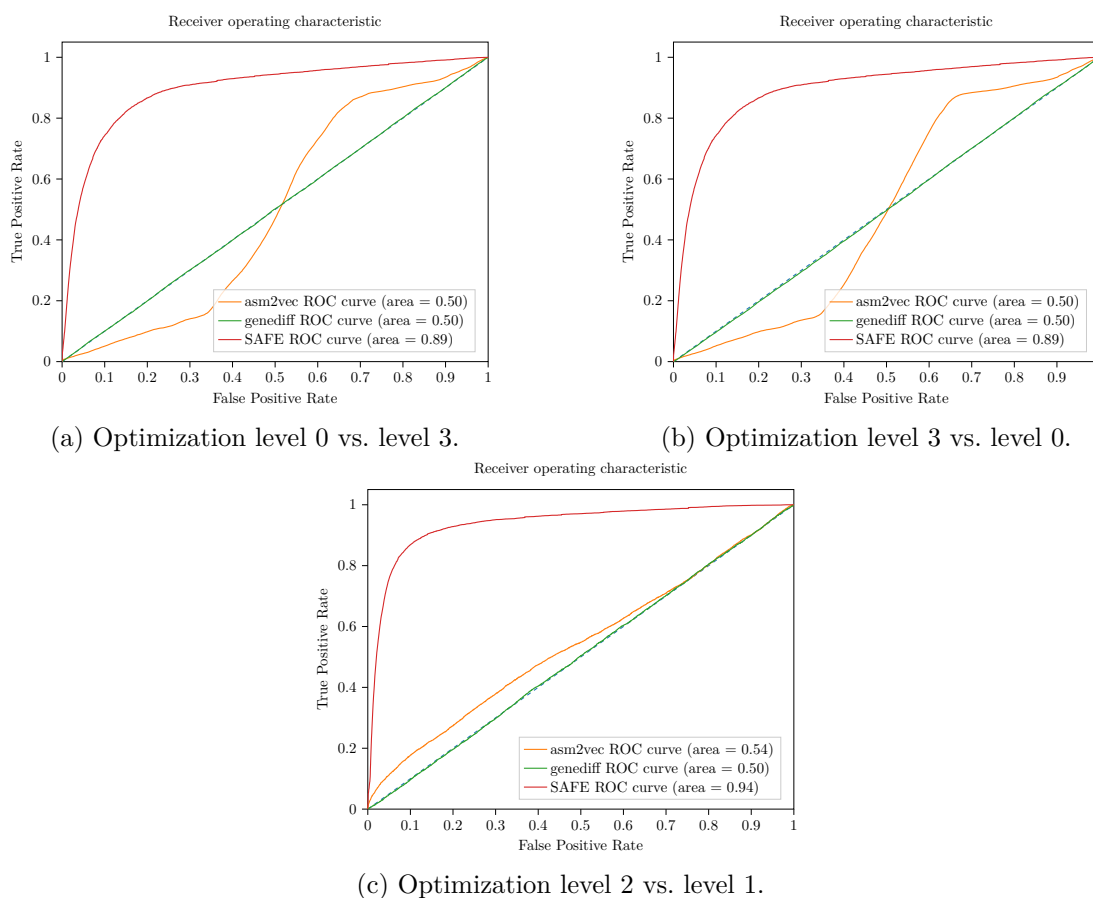 Receiver operating characteristic
1
0.8
0.6
0.4
0.2
0
True Positive Rate
asm2vec ROC curve (area = 0.50)
genediff ROC curve (area = 0.50)
SAFE ROC curve (area = 0.89)
0 0.1 0.2 0.3 0.4 0.5 0.6 0.7 0.8 0.9 1
False Positive Rate
(a) Optimization level 0 vs. level 3.
Receiver operating characteristic
1
0.8
0.6
0.4
0.2
0
True Positive Rate
asm2vec ROC curve (area = 0.50)
genediff ROC curve (area = 0.50)
SAFE ROC curve (area = 0.89)
0 0.1 0.2 0.3 0.4 0.5 0.6 0.7 0.8 0.9
False Positive Rate
(b) Optimization level 3 vs. level 0.
Receiver operating characteristic
1
0.8
0.6
0.4
0.2
0
True Positive Rate
asm2vec ROC curve (area = 0.54)
genediff ROC curve (area = 0.50)
SAFE ROC curve (area = 0.94)
0 0.1 0.2 0.3 0.4 0.5 0.6 0.7 0.8 0.9 1
False Positive Rate
(c) Optimization level 2 vs. level 1.